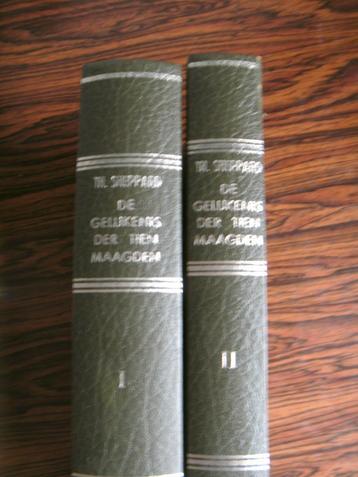 TH. SHEPPARD
DE
GELIJKENIS
DER TIEN
MAAGDEN
I
TH. SHEPPARD
DE
GELIJKENIS
DER TIEN
MAAGDEN
II